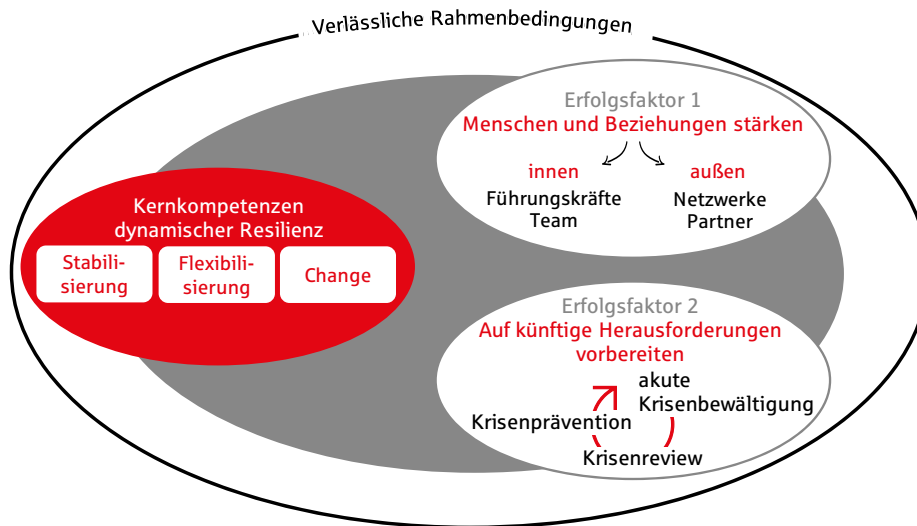 Verlässliche Rahmenbedingungen
Erfolgsfaktor 1
Menschen und Beziehungen stärken
innen
Führungskräfte
Team
außen
Netzwerke
Partner
Kernkompetenzen
dynamischer Resilienz
Stabili-
sierung
Flexibili-
sierung
Change
Erfolgsfaktor 2
Auf künftige Herausforderungen
vorbereiten
akute
Krisenbewältigung
Krisenprävention
Krisenreview